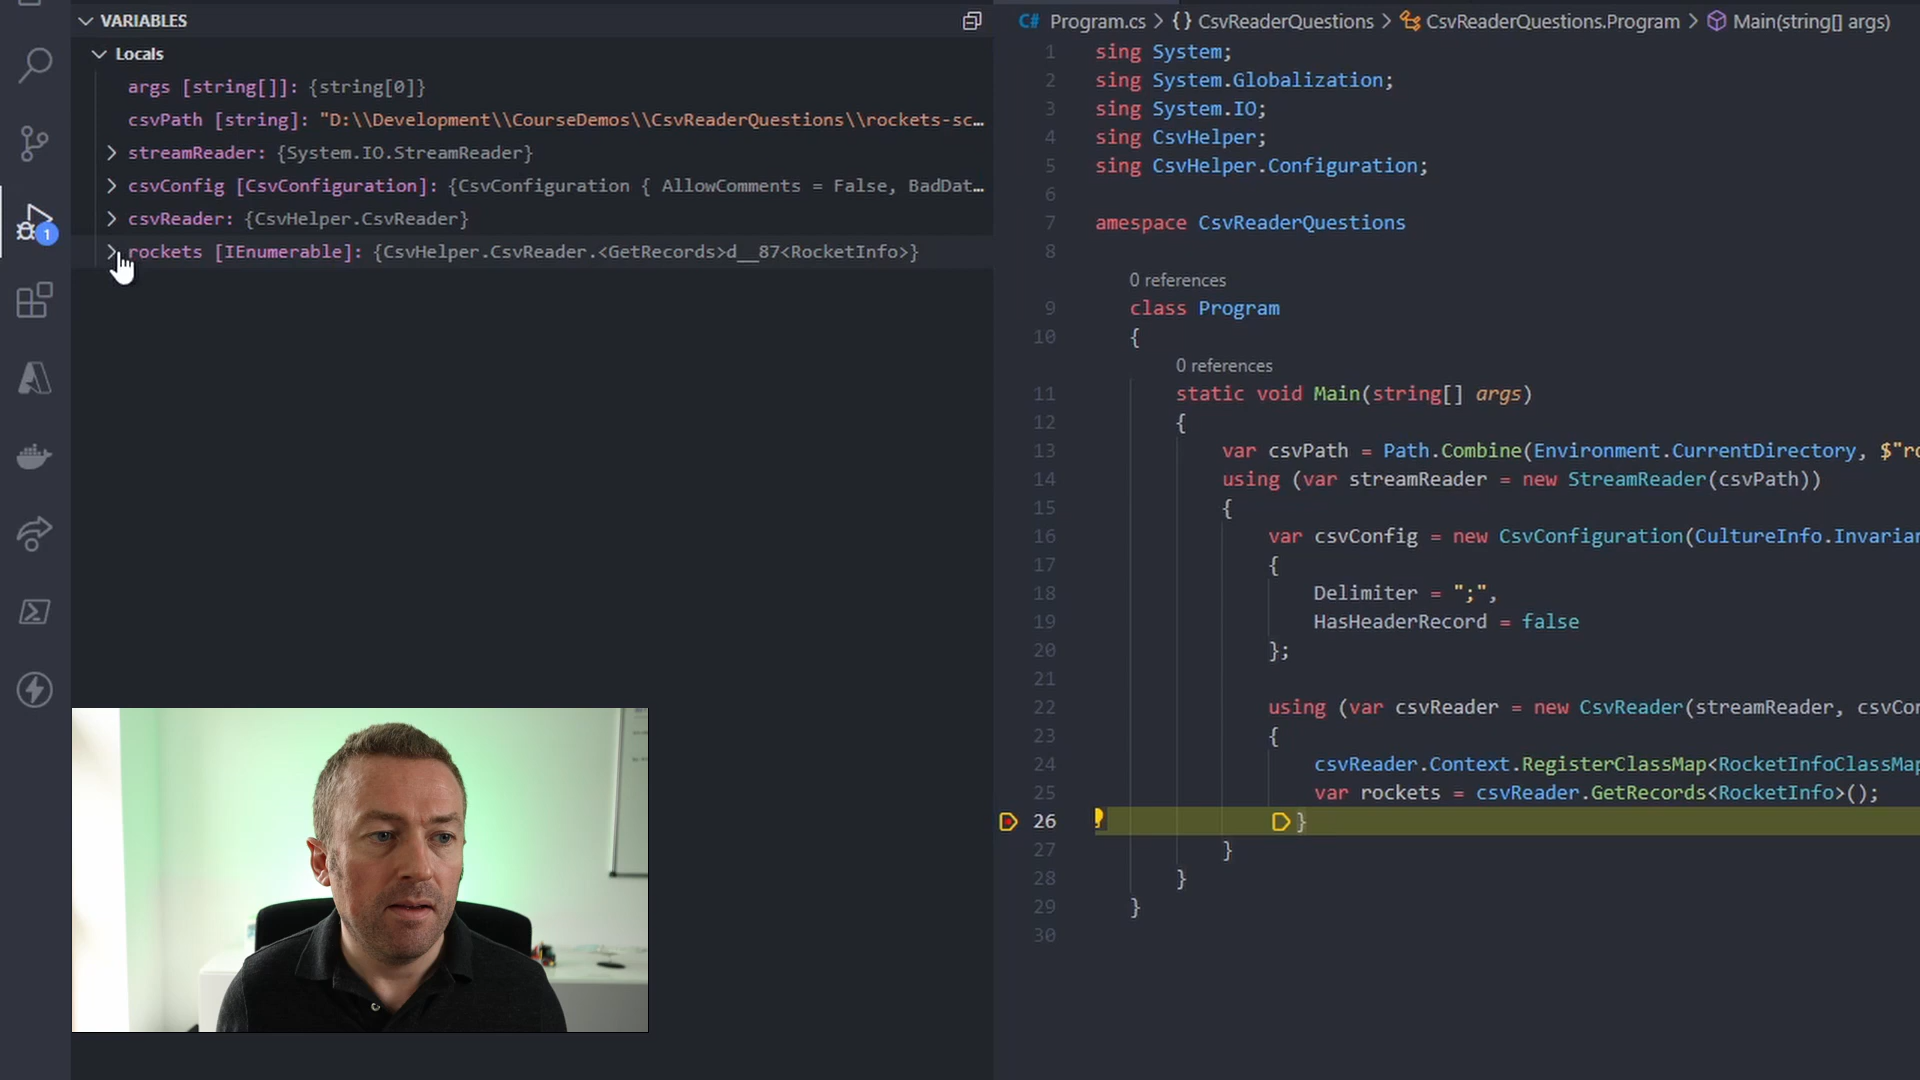 VARIABLES
Locals
args [string[]]: {string[0]}
csvPath [string]: "D:\\Development\\CourseDemos\\CsvReaderQuestions\\rockets-sc…
streamReader: {System.IO.StreamReader}
csvConfig [CsvConfiguration]: {CsvConfiguration { AllowComments = False, BadDat…
csvReader: {CsvHelper.CsvReader}
rockets [IEnumerable]: {CsvHelper.CsvReader.<GetRecords>d__87<RocketInfo>}
1
C# Program.cs > {} CsvReaderQuestions > CsvReaderQuestions.Program > Main(string[] args)
1 sing System;
2 sing System.Globalization;
3 sing System.IO;
4 sing CsvHelper;
5 sing CsvHelper.Configuration;
6
7 amespace CsvReaderQuestions
8
0 references
9 class Program
10 {
0 references
11 static void Main(string[] args)
12 {
13 var csvPath = Path.Combine(Environment.CurrentDirectory, $"ro
14 using (var streamReader = new StreamReader(csvPath))
15 {
16 var csvConfig = new CsvConfiguration(CultureInfo.Invarian
17 {
18 Delimiter = ";",
19 HasHeaderRecord = false
20 };
21
22 using (var csvReader = new CsvReader(streamReader, csvCon
23 {
24 csvReader.Context.RegisterClassMap<RocketInfoClassMap
25 var rockets = csvReader.GetRecords<RocketInfo>();
26 }
27 }
28 }
29 }
30